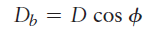 D_b = D cos ϕ